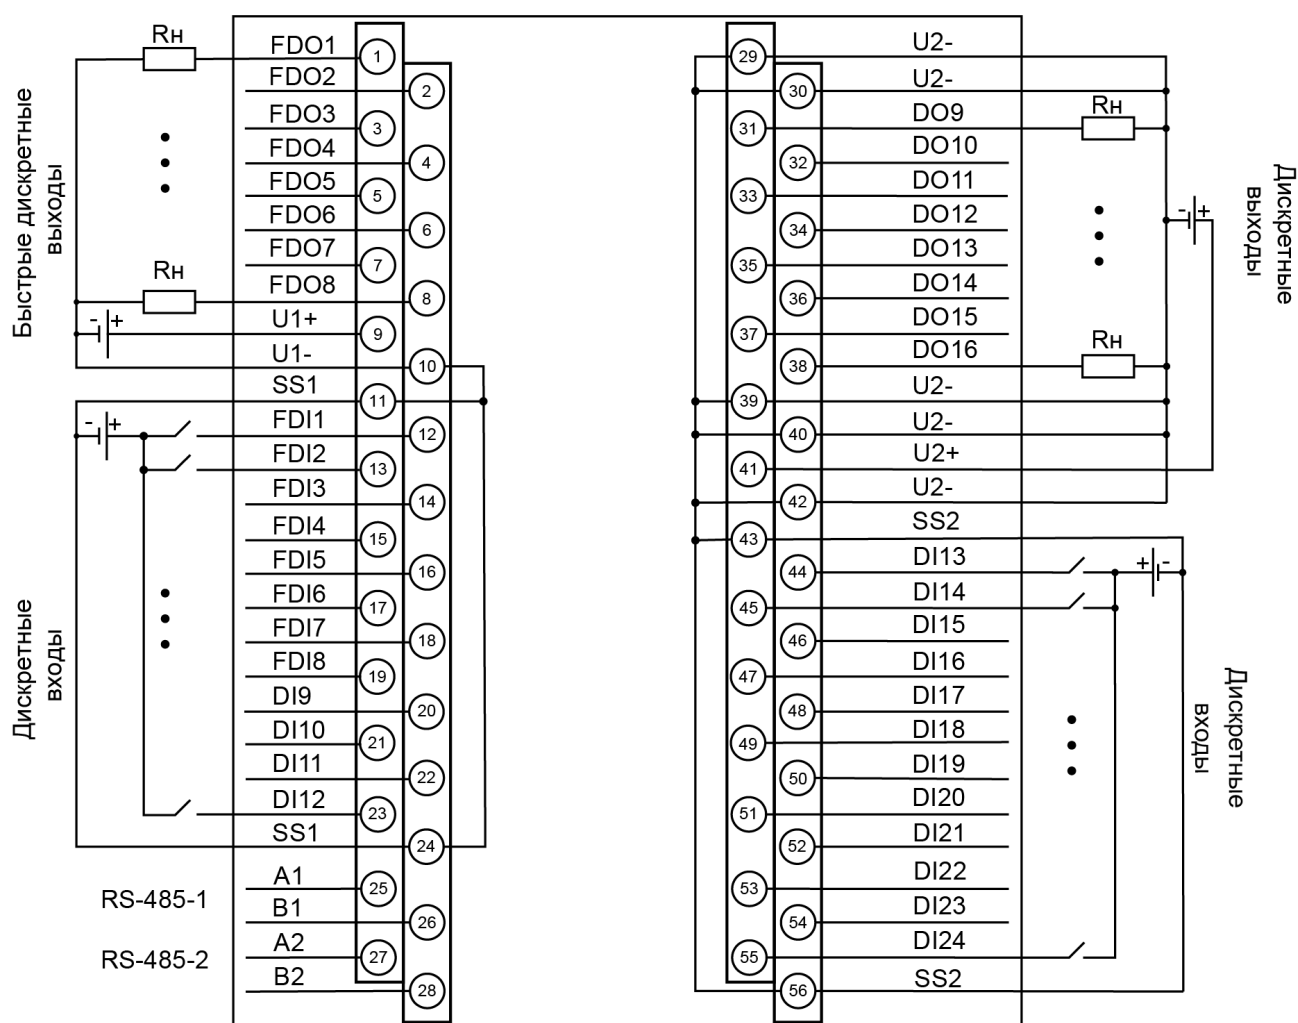 Быстрые дискретные
выходы
Rн
FDO1 1
FDO2 2
FDO3 3
FDO4 4
FDO5 5
FDO6 6
FDO7 7
Rн
FDO8 8
- + U1+ 9
U1- 10
SS1 11
Дискретные
входы
- + FDI1 12
FDI2 13
FDI3 14
FDI4 15
FDI5 16
FDI6 17
FDI7 18
FDI8 19
DI9 20
DI10 21
DI11 22
DI12 23
SS1 24
RS-485-1
A1 25
B1 26
RS-485-2
A2 27
B2 28
29 U2-
30 U2-
31 DO9 Rн
32 DO10
33 DO11
34 DO12
35 DO13
36 DO14
37 DO15
38 DO16 Rн
- +
Дискретные
выходы
39 U2-
40 U2-
41 U2+
42 U2-
43 SS2
44 DI13 + -
45 DI14
46 DI15
47 DI16
48 DI17
49 DI18
50 DI19
51 DI20
52 DI21
53 DI22
54 DI23
55 DI24
56 SS2
Дискретные
входы